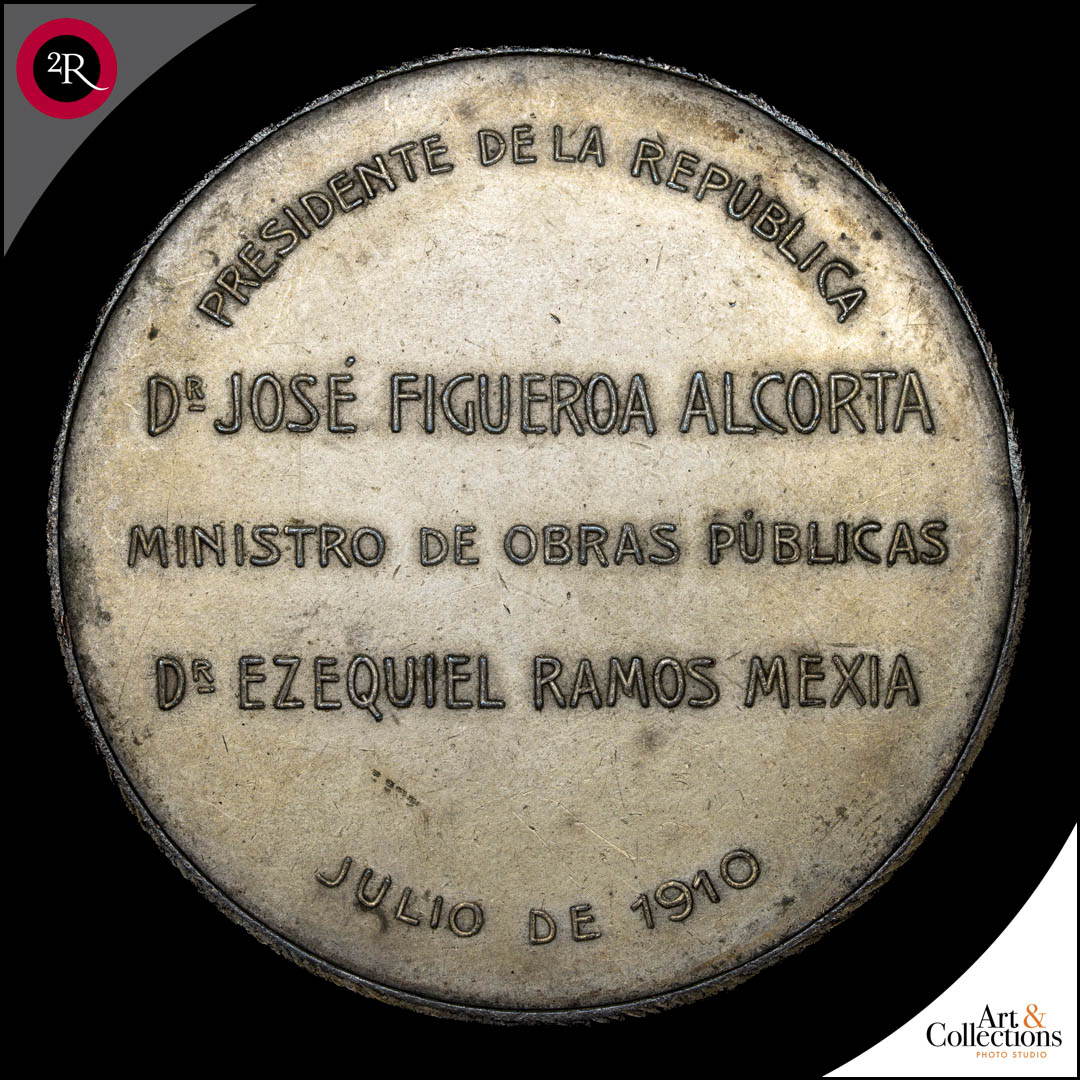 2R
PRESIDENTE DE LA REPÚBLICA
DR JOSÉ FIGUEROA ALCORTA
MINISTRO DE OBRAS PÚBLICAS
DR EZEQUIEL RAMOS MEXIA
JULIO DE 1910
Art &
Collections
PHOTO STUDIO